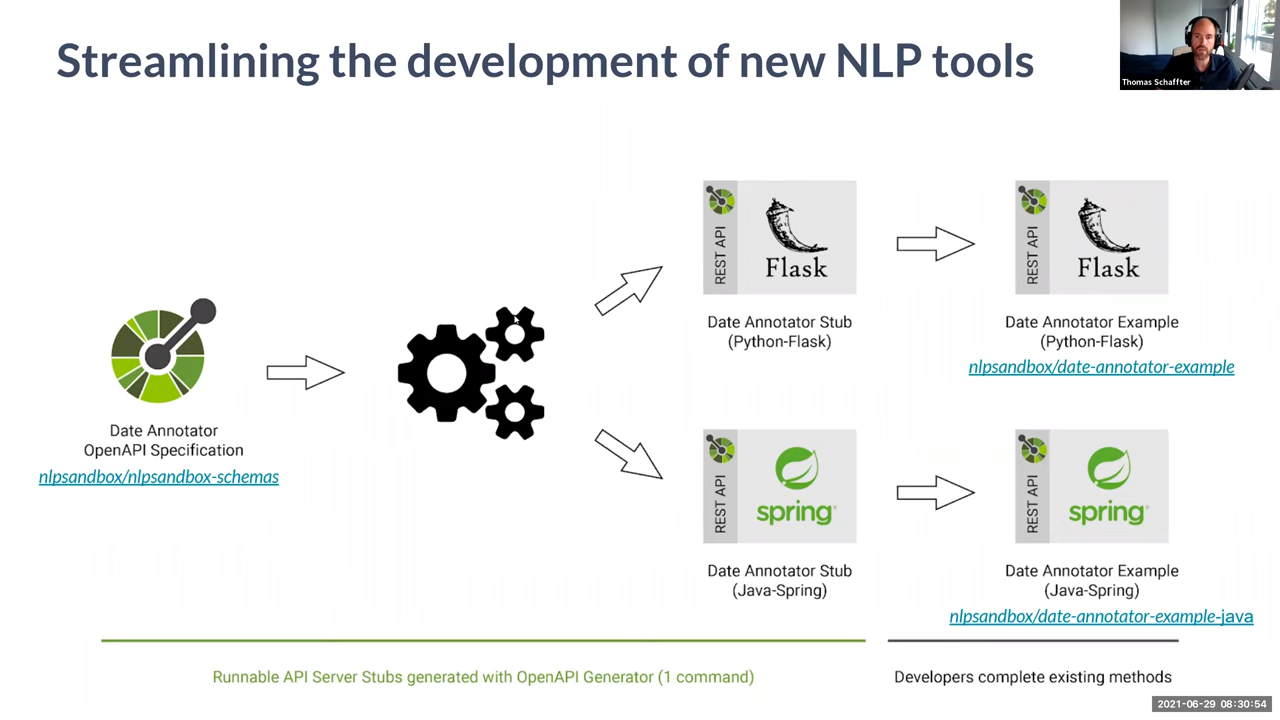 Streamlining the development of new NLP tools
Thomas Schaffter
REST API
Flask
REST API
Flask
Date Annotator Stub
(Python-Flask)
Date Annotator Example
(Python-Flask)
nlpsandbox/date-annotator-example
Date Annotator
OpenAPI Specification
nlpsandbox/nlpsandbox-schemas
REST API
spring
REST API
spring
Date Annotator Stub
(Java-Spring)
Date Annotator Example
(Java-Spring)
nlpsandbox/date-annotator-example-java
Runnable API Server Stubs generated with OpenAPI Generator (1 command)
Developers complete existing methods
2021-06-29 08:30:54